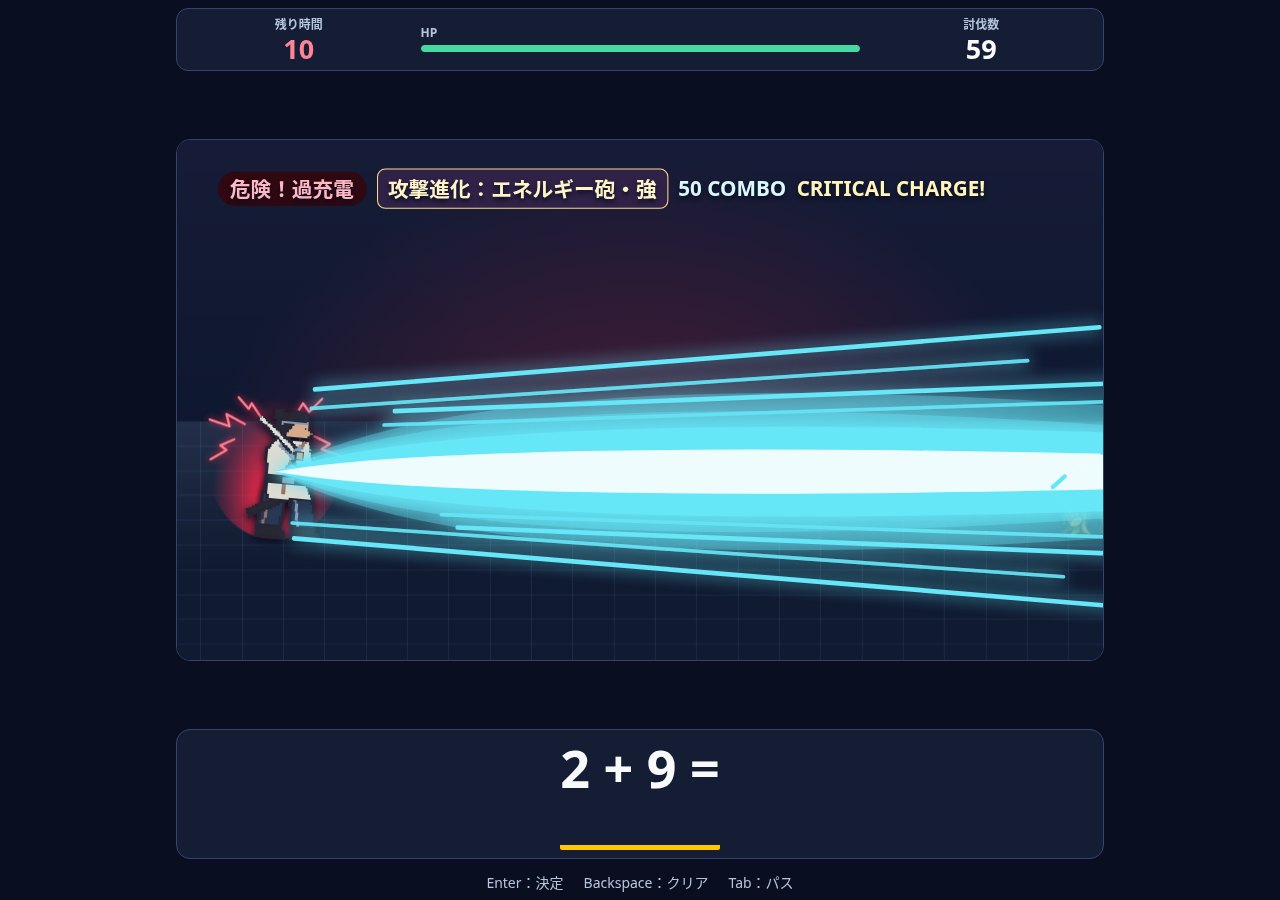 残り時間
10
HP
討伐数
59
危険！過充電 攻撃進化：エネルギー砲・強 50 COMBO CRITICAL CHARGE!
2 + 9 =
Enter：決定 Backspace：クリア Tab：パス